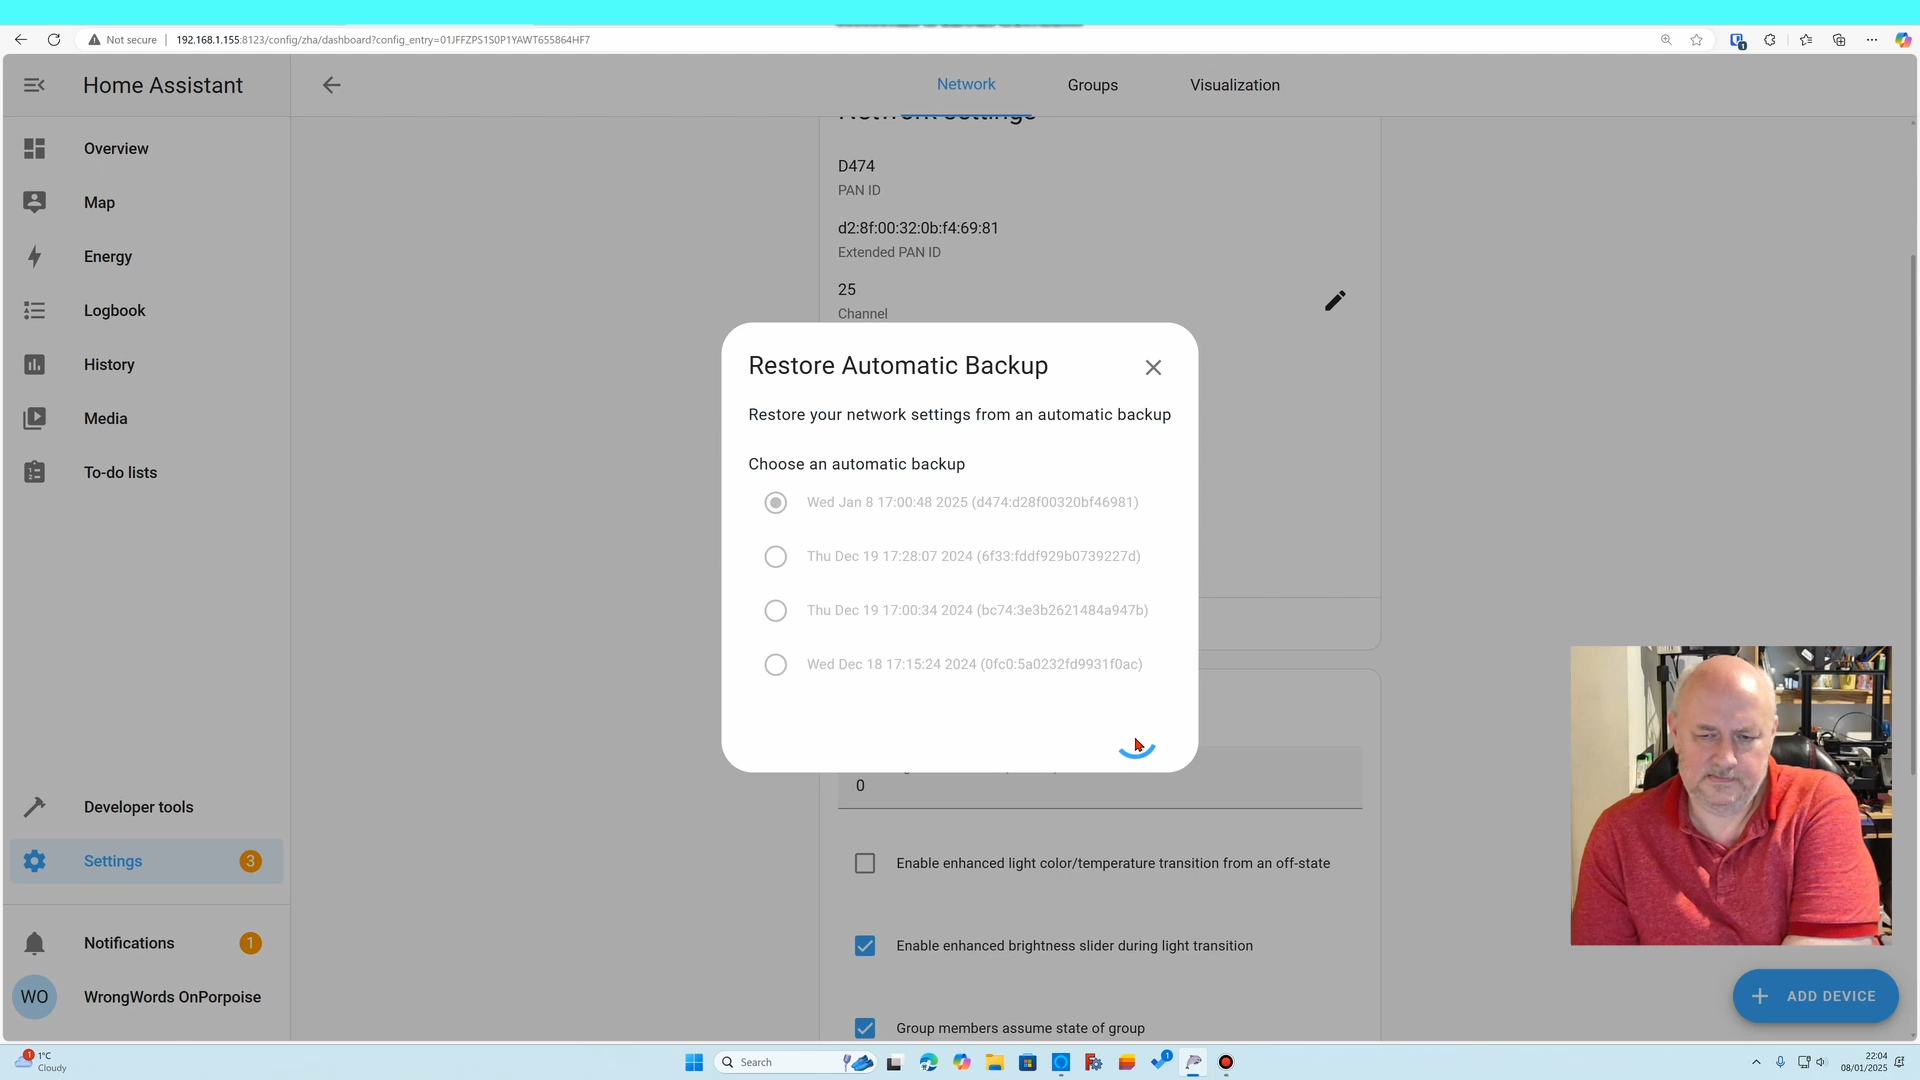 Not secure
192.168.1.155:8123/config/zha/dashboard?config_entry=01JFFZPS1S0P1YAWT655864HF7
1
Home Assistant
Network
Groups
Visualization
Network settings
Overview
Map
Energy
Logbook
History
Media
To-do lists
Developer tools
Settings
3
Notifications
1
WO
WrongWords OnPorpoise
D474
PAN ID
d2:8f:00:32:0b:f4:69:81
Extended PAN ID
25
Channel
Restore Automatic Backup
Restore your network settings from an automatic backup
Choose an automatic backup
Wed Jan 8 17:00:48 2025 (d474:d28f00320bf46981)
Thu Dec 19 17:28:07 2024 (6f33:fddf929b0739227d)
Thu Dec 19 17:00:34 2024 (bc74:3e3b2621484a947b)
Wed Dec 18 17:15:24 2024 (0fc0:5a0232fd9931f0ac)
0
Enable enhanced light color/temperature transition from an off-state
Enable enhanced brightness slider during light transition
Group members assume state of group
ADD DEVICE
1
1°C
Cloudy
Search
1
22:04
08/01/2025